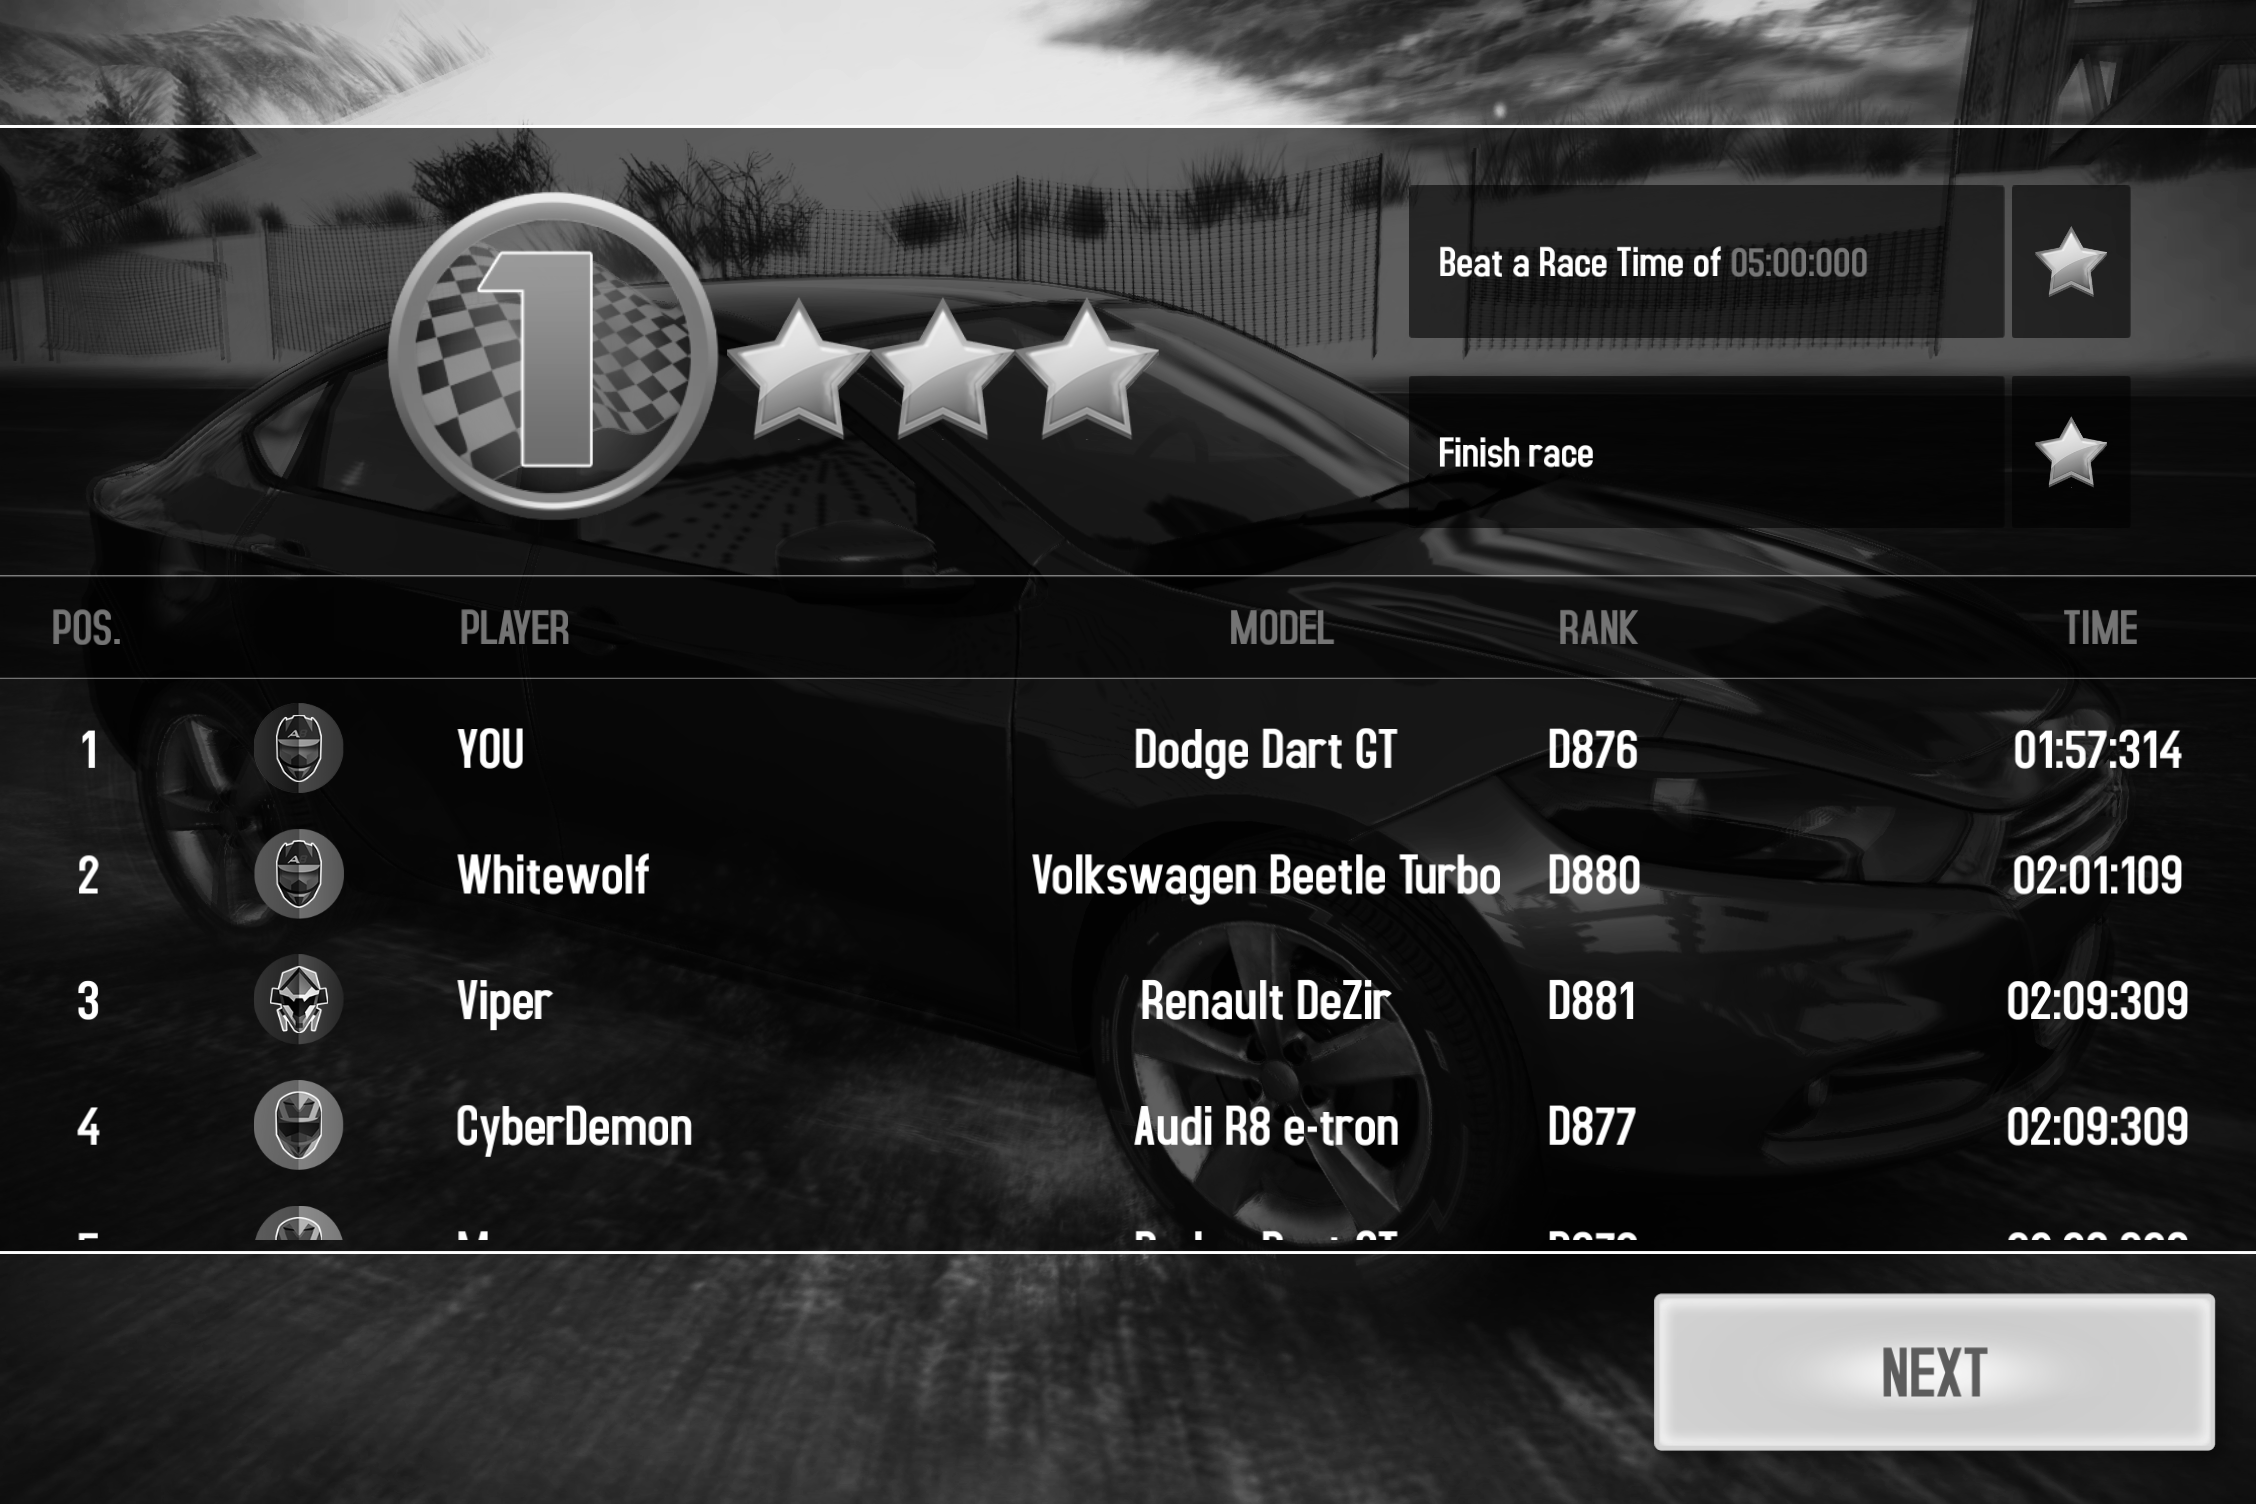 1
Beat a Race Time of 05:00:000
Finish race
POS. PLAYER MODEL RANK TIME
1 YOU Dodge Dart GT D876 01:57:314
2 Whitewolf Volkswagen Beetle Turbo D880 02:01:109
3 Viper Renault DeZir D881 02:09:309
4 CyberDemon Audi R8 e-tron D877 02:09:309
NEXT